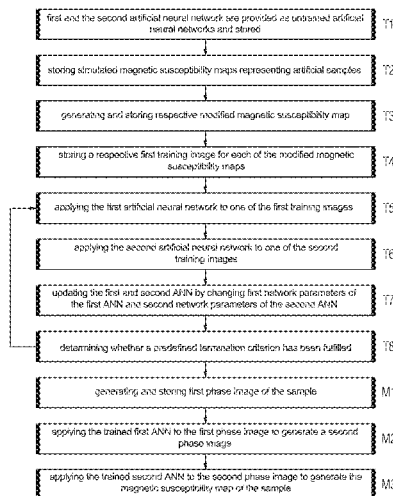 first and the second artificial neural network are provided as untrained artificial
neural networks and stored
T1
storing simulated magnetic susceptibility maps representing artificial samples
T2
generating and storing respective modified magnetic susceptibility map
T3
storing a respective first training image for each of the modified magnetic
susceptibility maps
T4
applying the first artificial neural network to one of the first training images
T5
applying the second artificial neural network to one of the second
training images
T6
updating the first and second ANN by changing first network parameters of
the first ANN and second network parameters of the second ANN
T7
determining whether a predefined termination criterion has been fulfilled
T8
generating and storing first phase image of the sample
M1
applying the trained first ANN to the first phase image to generate a second
phase image
M2
applying the trained second ANN to the second phase image to generate the
magnetic susceptibility map of the sample
M3